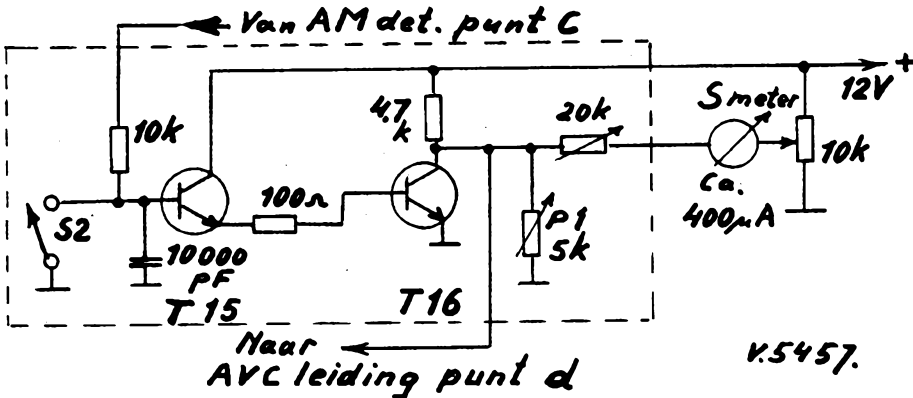 Van AM det. punt C
+
12V
10k
4.7
k
20k
S meter
10k
ca.
400µA
S2
100Ω
10000
pF
P1
5k
T15
T16
Naar
AVC leiding punt d
V.5457.